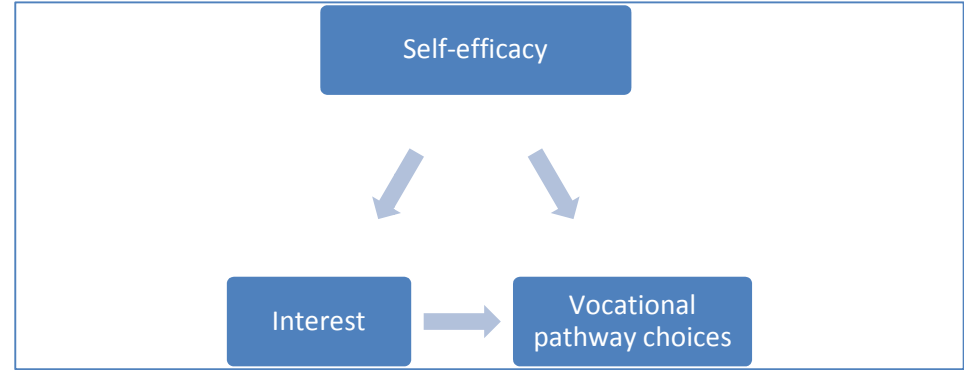 Self-efficacy
Interest
Vocational
pathway choices